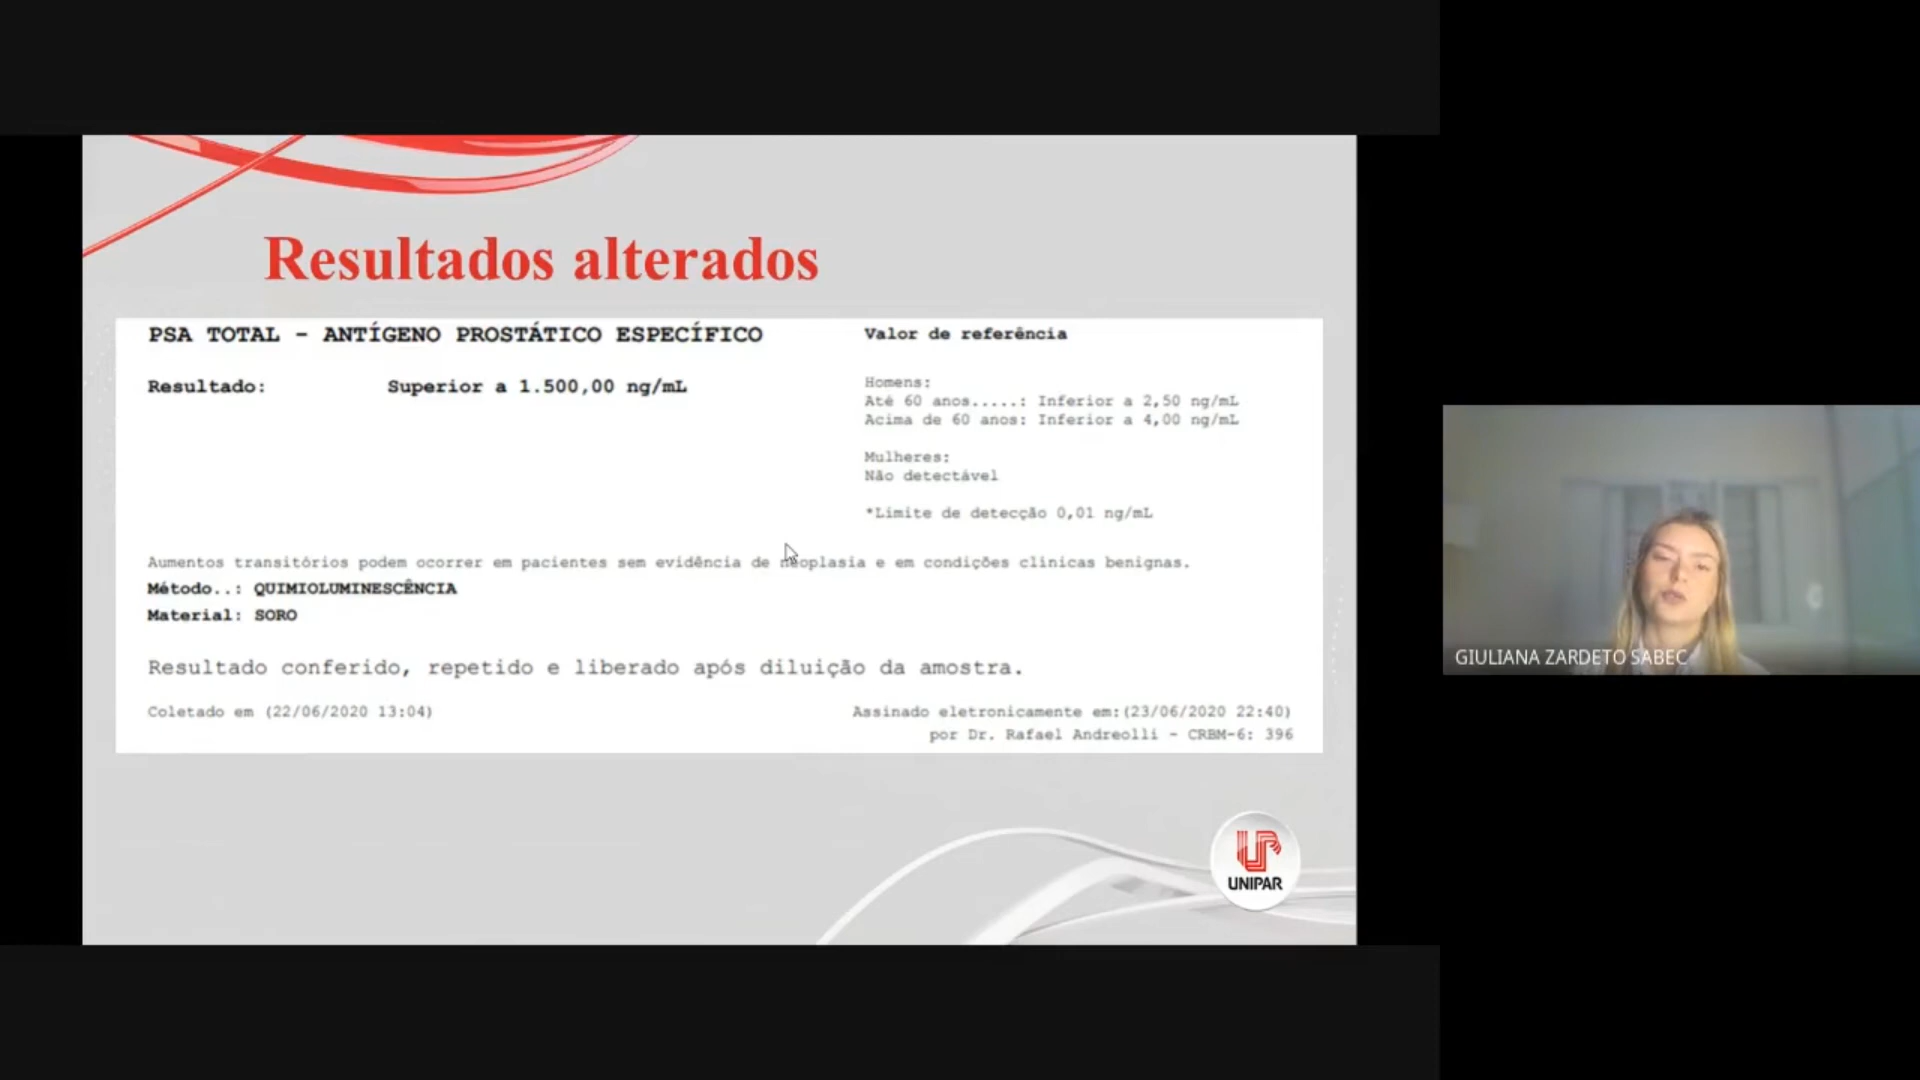 Resultados alterados
PSA TOTAL - ANTÍGENO PROSTÁTICO ESPECÍFICO
Resultado: Superior a 1.500,00 ng/mL
Valor de referência
Homens:
Até 60 anos.....: Inferior a 2,50 ng/mL
Acima de 60 anos: Inferior a 4,00 ng/mL
Mulheres:
Não detectável
*Limite de detecção 0,01 ng/mL
Aumentos transitórios podem ocorrer em pacientes sem evidência de neoplasia e em condições clinicas benignas.
Método..: QUIMIOLUMINESCÊNCIA
Material: SORO
Resultado conferido, repetido e liberado após diluição da amostra.
Coletado em (22/06/2020 13:04)
Assinado eletronicamente em:(23/06/2020 22:40)
por Dr. Rafael Andreolli - CRBM-6: 396
UNIPAR
GIULIANA ZARDETO SABEC